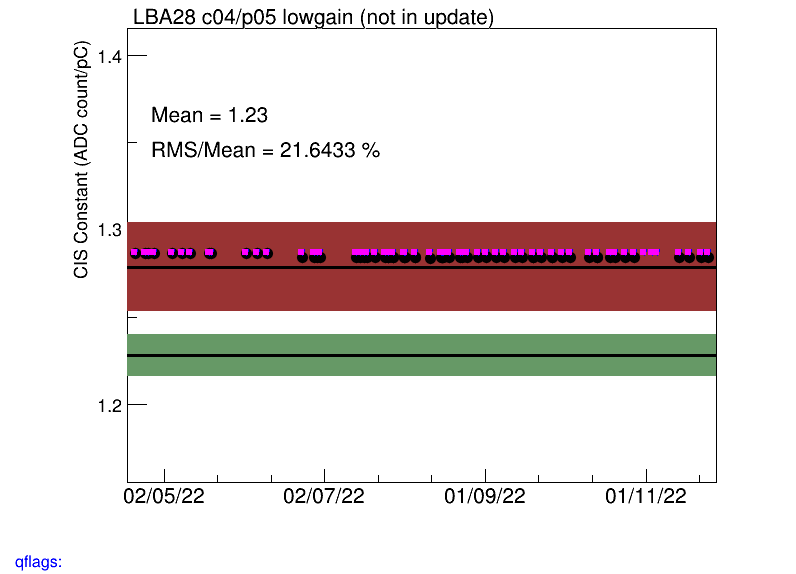 LBA28 c04/p05 lowgain (not in update)
CIS Constant (ADC count/pC)
1.4
1.3
1.2
Mean = 1.23
RMS/Mean = 21.6433 %
02/05/22 02/07/22 01/09/22 01/11/22
qflags: